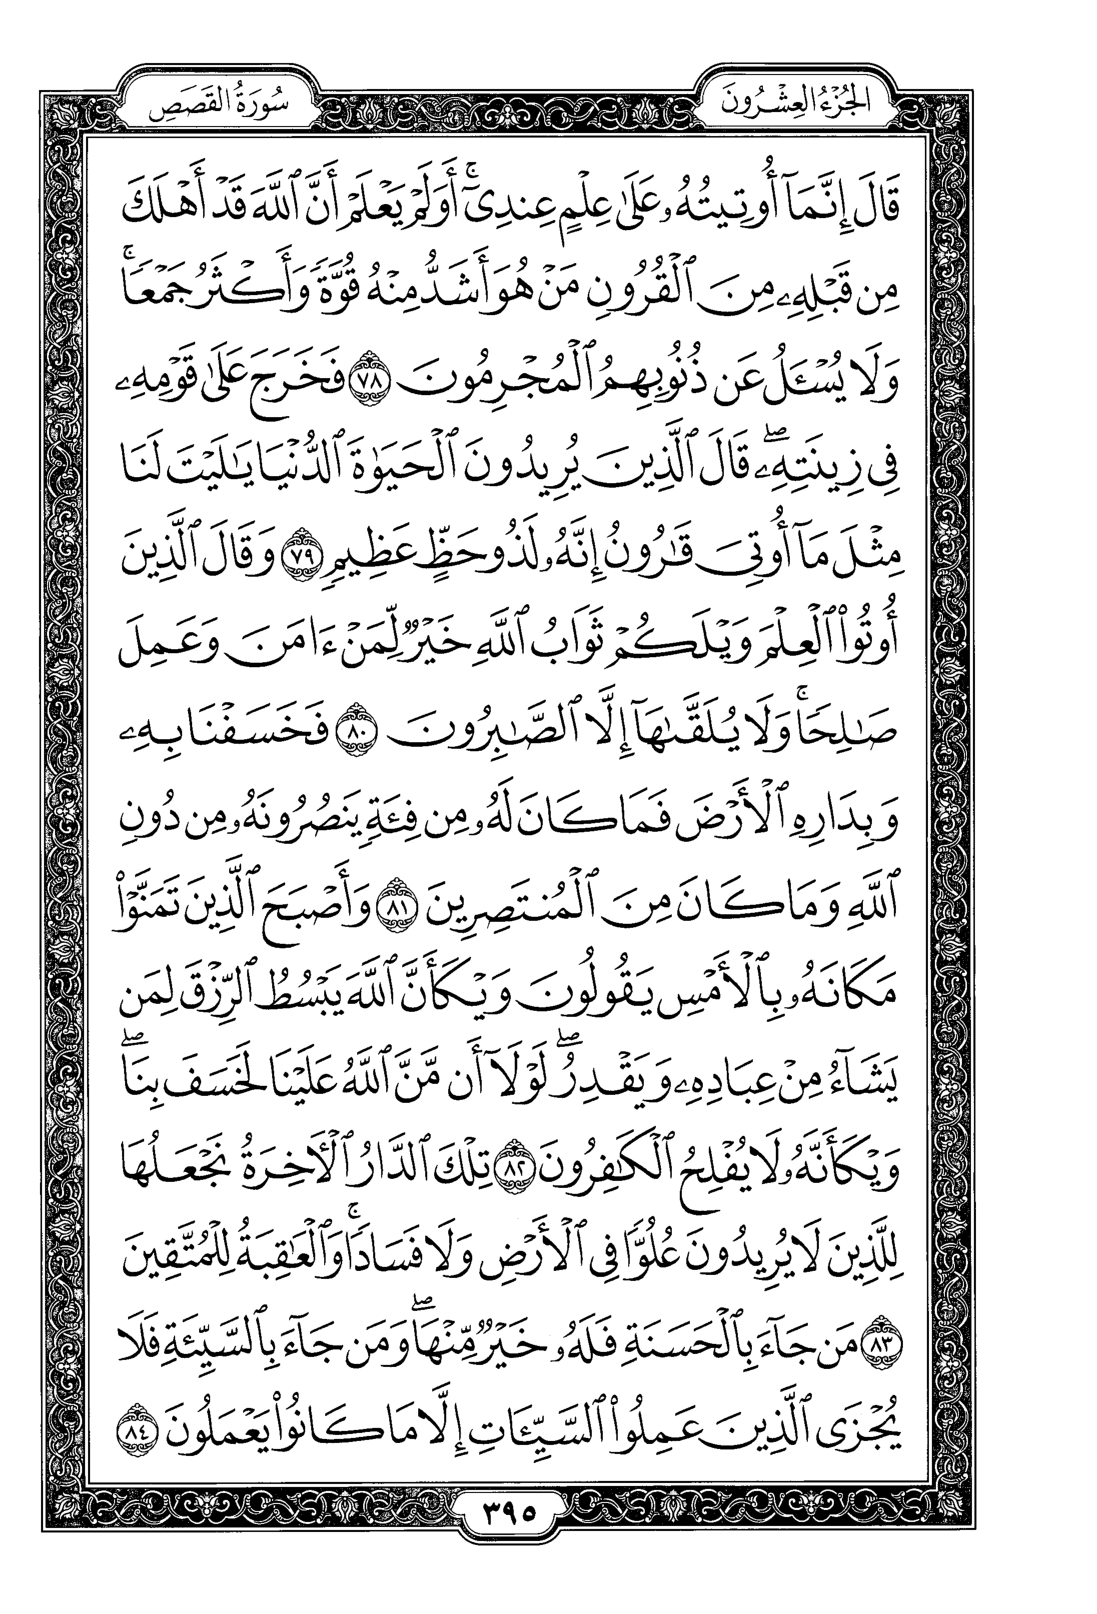 الجُزْءُ العِشْرُونَ
سُورَةُ القَصَصِ
قَالَ إِنَّمَآ أُوتِيتُهُۥ عَلَىٰ عِلْمٍ عِندِىٓ ۚ أَوَلَمْ يَعْلَمْ أَنَّ ٱللَّهَ قَدْ أَهْلَكَ
مِن قَبْلِهِۦ مِنَ ٱلْقُرُونِ مَنْ هُوَ أَشَدُّ مِنْهُ قُوَّةً وَأَكْثَرُ جَمْعًا ۚ
وَلَا يُسْـَٔلُ عَن ذُنُوبِهِمُ ٱلْمُجْرِمُونَ ٧٨ فَخَرَجَ عَلَىٰ قَوْمِهِۦ
فِى زِينَتِهِۦ ۖ قَالَ ٱلَّذِينَ يُرِيدُونَ ٱلْحَيَوٰةَ ٱلدُّنْيَا يَـٰلَيْتَ لَنَا
مِثْلَ مَآ أُوتِىَ قَـٰرُونُ إِنَّهُۥ لَذُو حَظٍّ عَظِيمٍ ٧٩ وَقَالَ ٱلَّذِينَ
أُوتُوا۟ ٱلْعِلْمَ وَيْلَكُمْ ثَوَابُ ٱللَّهِ خَيْرٌ لِّمَنْ ءَامَنَ وَعَمِلَ
صَـٰلِحًا ۚ وَلَا يُلَقَّىٰهَآ إِلَّا ٱلصَّـٰبِرُونَ ٨٠ فَخَسَفْنَا بِهِۦ
وَبِدَارِهِ ٱلْأَرْضَ فَمَا كَانَ لَهُۥ مِن فِئَةٍ يَنصُرُونَهُۥ مِن دُونِ
ٱللَّهِ وَمَا كَانَ مِنَ ٱلْمُنتَصِرِينَ ٨١ وَأَصْبَحَ ٱلَّذِينَ تَمَنَّوْا۟
مَكَانَهُۥ بِٱلْأَمْسِ يَقُولُونَ وَيْكَأَنَّ ٱللَّهَ يَبْسُطُ ٱلرِّزْقَ لِمَن
يَشَآءُ مِنْ عِبَادِهِۦ وَيَقْدِرُ ۖ لَوْلَآ أَن مَّنَّ ٱللَّهُ عَلَيْنَا لَخَسَفَ بِنَا ۖ
وَيْكَأَنَّهُۥ لَا يُفْلِحُ ٱلْكَـٰفِرُونَ ٨٢ تِلْكَ ٱلدَّارُ ٱلْـَٔاخِرَةُ نَجْعَلُهَا
لِلَّذِينَ لَا يُرِيدُونَ عُلُوًّا فِى ٱلْأَرْضِ وَلَا فَسَادًا ۚ وَٱلْعَـٰقِبَةُ لِلْمُتَّقِينَ
٨٣ مَن جَآءَ بِٱلْحَسَنَةِ فَلَهُۥ خَيْرٌ مِّنْهَا ۖ وَمَن جَآءَ بِٱلسَّيِّئَةِ فَلَا
يُجْزَى ٱلَّذِينَ عَمِلُوا۟ ٱلسَّيِّـَٔاتِ إِلَّا مَا كَانُوا۟ يَعْمَلُونَ ٨٤
٣٩٥